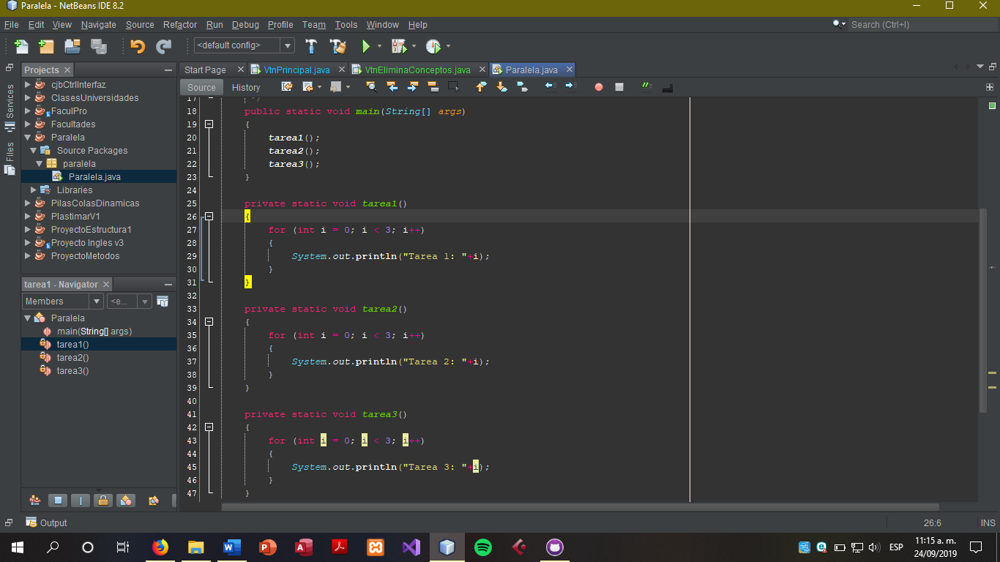 Paralela - NetBeans IDE 8.2
File Edit View Navigate Source Refactor Run Debug Profile Team Tools Window Help
Search (Ctrl+I)
<default config>
Projects
Start Page
VtnPrincipal.java
VtnEliminaConceptos.java
Paralela.java
Source History
Services
Files
cjbCtrlInterfaz
ClasesUniversidades
FaculPro
Facultades
Paralela
Source Packages
paralela
Paralela.java
Libraries
PilasColasDinamicas
PlastimarV1
ProyectoEstructura1
Proyecto Ingles v3
ProyectoMetodos
tarea1 - Navigator
Members
<e...
Paralela
main(String[] args)
tarea1()
tarea2()
tarea3()
17 */
18 public static void main(String[] args)
19 {
20 tarea1();
21 tarea2();
22 tarea3();
23 }
24
25 private static void tarea1()
26 {
27 for (int i = 0; i < 3; i++)
28 {
29 System.out.println("Tarea 1: "+i);
30 }
31 }
32
33 private static void tarea2()
34 {
35 for (int i = 0; i < 3; i++)
36 {
37 System.out.println("Tarea 2: "+i);
38 }
39 }
40
41 private static void tarea3()
42 {
43 for (int i = 0; i < 3; i++)
44 {
45 System.out.println("Tarea 3: "+i);
46 }
47 }
Output
26:6
INS
ESP
11:15 a. m.
24/09/2019